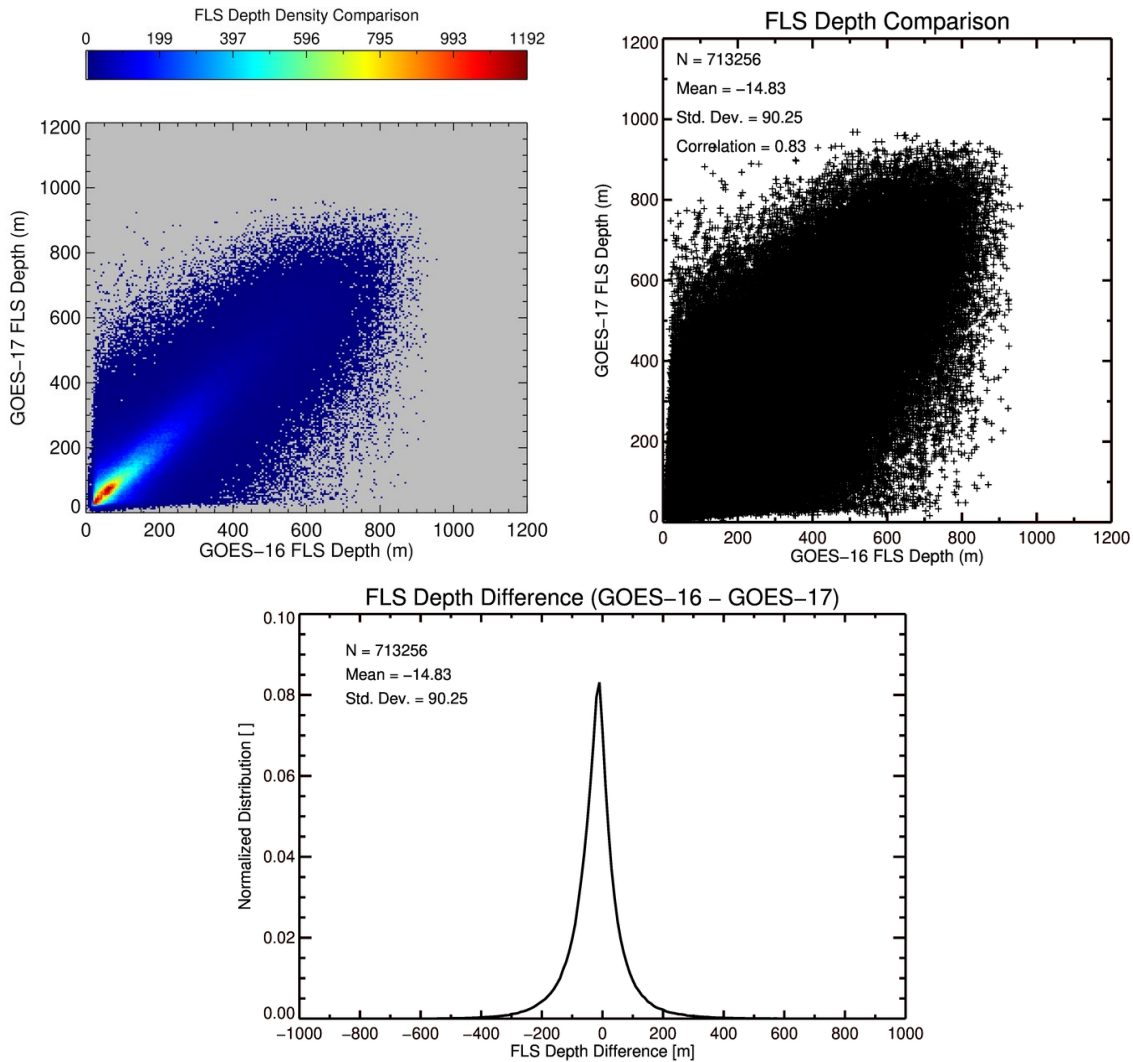 FLS Depth Density Comparison
0 199 397 596 795 993 1192
1200
1000
800
600
400
200
0
GOES−17 FLS Depth (m)
0 200 400 600 800 1000 1200
GOES−16 FLS Depth (m)
FLS Depth Comparison
N = 713256
Mean = −14.83
Std. Dev. = 90.25
Correlation = 0.83
1200
1000
800
600
400
200
0
GOES−17 FLS Depth (m)
0 200 400 600 800 1000 1200
GOES−16 FLS Depth (m)
FLS Depth Difference (GOES−16 − GOES−17)
N = 713256
Mean = −14.83
Std. Dev. = 90.25
0.10
0.08
0.06
0.04
0.02
0.00
Normalized Distribution [ ]
−1000 −800 −600 −400 −200 0 200 400 600 800 1000
FLS Depth Difference [m]